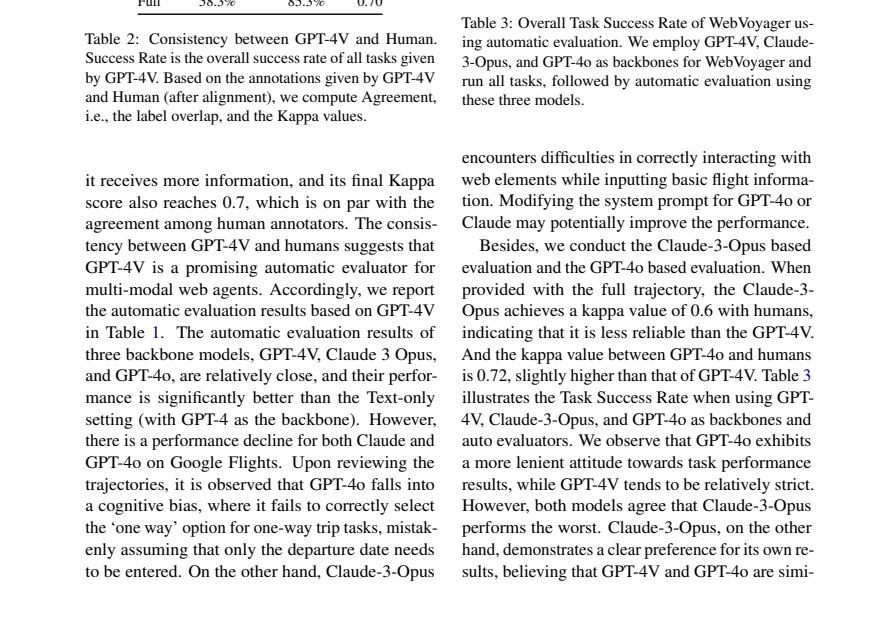 Full 58.3% 85.3% 0.70
Table 2: Consistency between GPT-4V and Human.
Success Rate is the overall success rate of all tasks given
by GPT-4V. Based on the annotations given by GPT-4V
and Human (after alignment), we compute Agreement,
i.e., the label overlap, and the Kappa values.
it receives more information, and its final Kappa
score also reaches 0.7, which is on par with the
agreement among human annotators. The consis-
tency between GPT-4V and humans suggests that
GPT-4V is a promising automatic evaluator for
multi-modal web agents. Accordingly, we report
the automatic evaluation results based on GPT-4V
in Table 1. The automatic evaluation results of
three backbone models, GPT-4V, Claude 3 Opus,
and GPT-4o, are relatively close, and their perfor-
mance is significantly better than the Text-only
setting (with GPT-4 as the backbone). However,
there is a performance decline for both Claude and
GPT-4o on Google Flights. Upon reviewing the
trajectories, it is observed that GPT-4o falls into
a cognitive bias, where it fails to correctly select
the ‘one way’ option for one-way trip tasks, mistak-
enly assuming that only the departure date needs
to be entered. On the other hand, Claude-3-Opus
Table 3: Overall Task Success Rate of WebVoyager us-
ing automatic evaluation. We employ GPT-4V, Claude-
3-Opus, and GPT-4o as backbones for WebVoyager and
run all tasks, followed by automatic evaluation using
these three models.
encounters difficulties in correctly interacting with
web elements while inputting basic flight informa-
tion. Modifying the system prompt for GPT-4o or
Claude may potentially improve the performance.
Besides, we conduct the Claude-3-Opus based
evaluation and the GPT-4o based evaluation. When
provided with the full trajectory, the Claude-3-
Opus achieves a kappa value of 0.6 with humans,
indicating that it is less reliable than the GPT-4V.
And the kappa value between GPT-4o and humans
is 0.72, slightly higher than that of GPT-4V. Table 3
illustrates the Task Success Rate when using GPT-
4V, Claude-3-Opus, and GPT-4o as backbones and
auto evaluators. We observe that GPT-4o exhibits
a more lenient attitude towards task performance
results, while GPT-4V tends to be relatively strict.
However, both models agree that Claude-3-Opus
performs the worst. Claude-3-Opus, on the other
hand, demonstrates a clear preference for its own re-
sults, believing that GPT-4V and GPT-4o are simi-